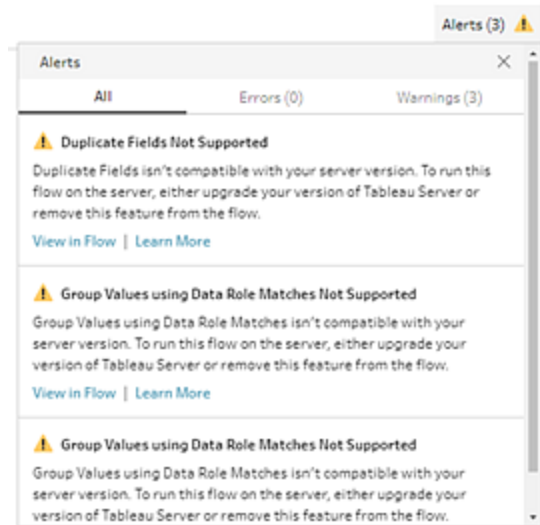 Alerts (3)
Alerts
All Errors (0) Warnings (3)
Duplicate Fields Not Supported
Duplicate Fields isn't compatible with your server version. To run this
flow on the server, either upgrade your version of Tableau Server or
remove this feature from the flow.
View in Flow | Learn More
Group Values using Data Role Matches Not Supported
Group Values using Data Role Matches isn't compatible with your
server version. To run this flow on the server, either upgrade your
version of Tableau Server or remove this feature from the flow.
View in Flow | Learn More
Group Values using Data Role Matches Not Supported
Group Values using Data Role Matches isn't compatible with your
server version. To run this flow on the server, either upgrade your
version of Tableau Server or remove this feature from the flow.